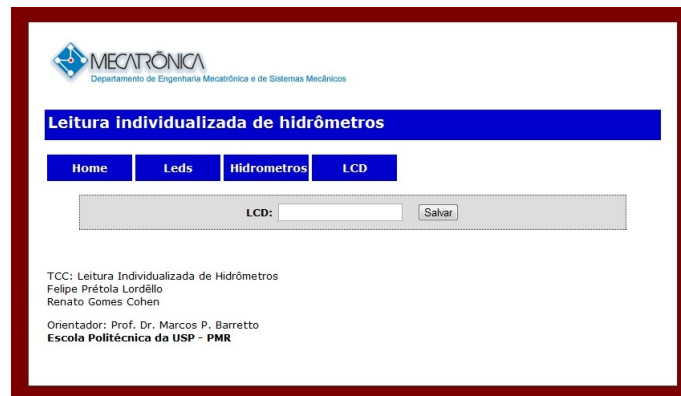 MECATRÔNICA
Departamento de Engenharia Mecatrônica e de Sistemas Mecânicos
Leitura individualizada de hidrômetros
Home Leds Hidrometros LCD
LCD: Salvar
TCC: Leitura Individualizada de Hidrômetros
Felipe Prétola Lordêllo
Renato Gomes Cohen
Orientador: Prof. Dr. Marcos P. Barretto
Escola Politécnica da USP - PMR